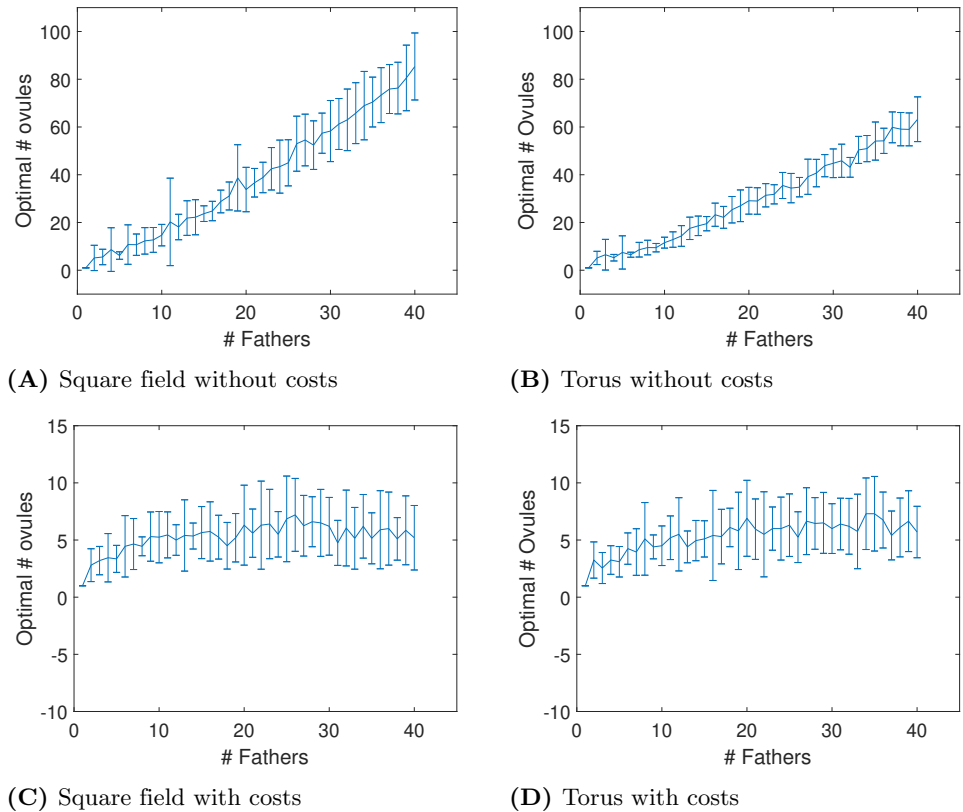 100
80
60
40
20
0
Optimal # ovules
0 10 20 30 40
# Fathers
(A) Square field without costs
100
80
60
40
20
0
Optimal # Ovules
0 10 20 30 40
# Fathers
(B) Torus without costs
15
10
5
0
-5
-10
Optimal # ovules
0 10 20 30 40
# Fathers
(C) Square field with costs
15
10
5
0
-5
-10
Optimal # Ovules
0 10 20 30 40
# Fathers
(D) Torus with costs